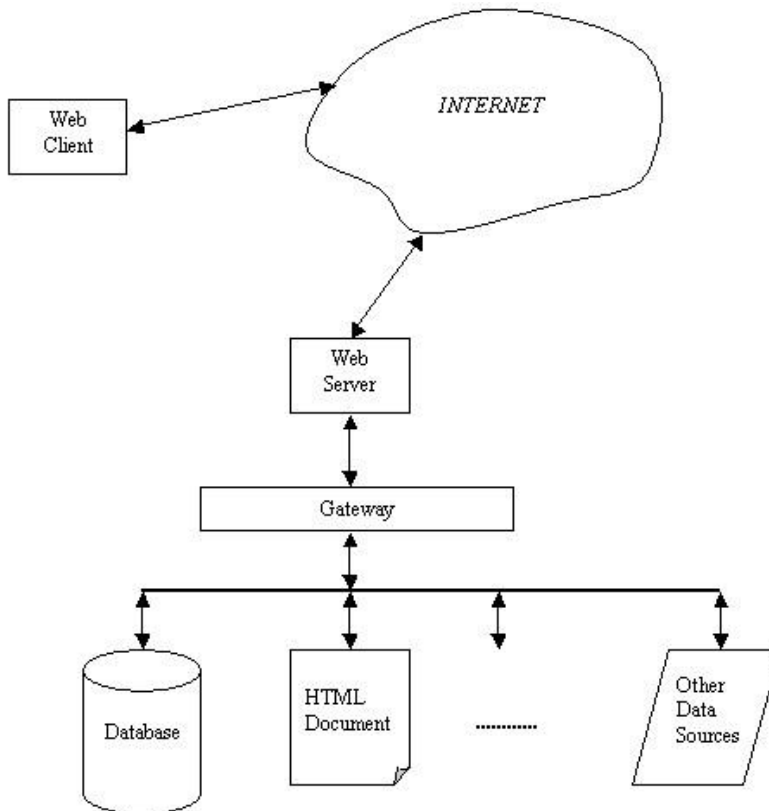 INTERNET
Web
Client
Web
Server
Gateway
Database
HTML
Document
............
Other
Data
Sources